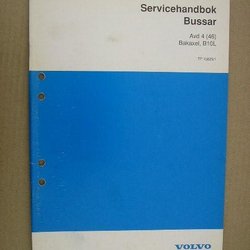 Servicehandbok
Bussar
Avd 4 (46)
Bakaxel, B10L
VOLVO